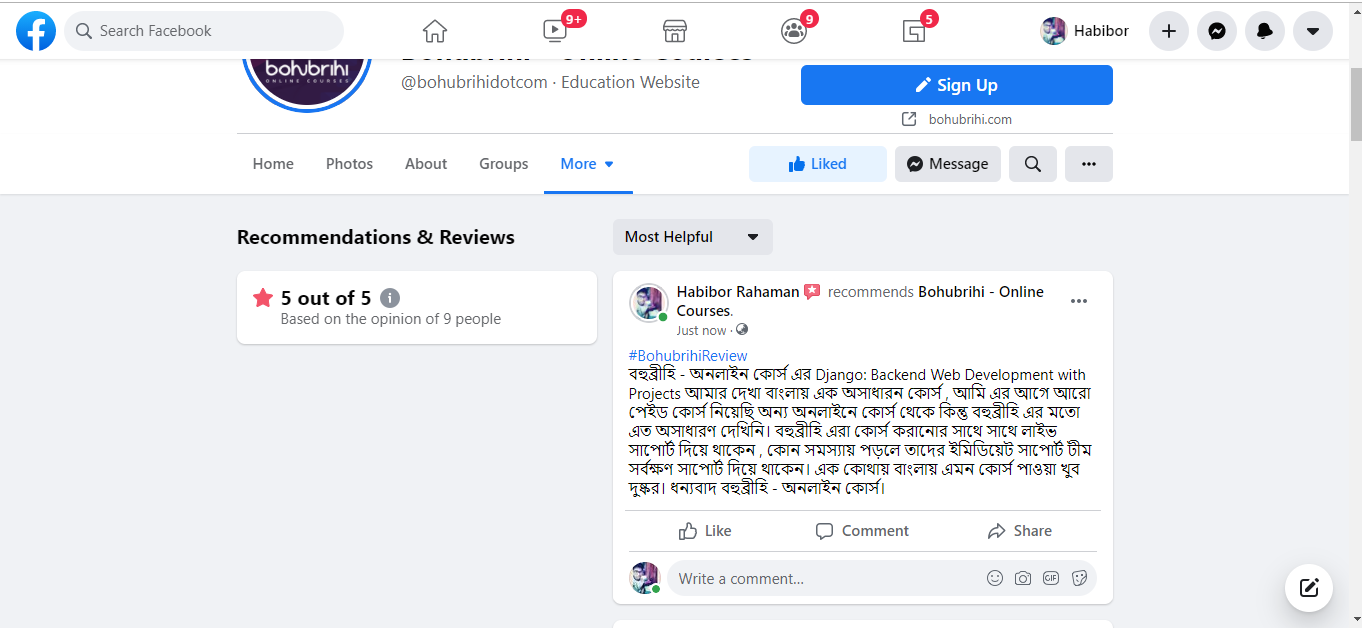 Search Facebook
9+
9
5
Habibor
bohubrihi
ONLINE COURSES
@bohubrihidotcom · Education Website
Sign Up
bohubrihi.com
Home
Photos
About
Groups
More
Liked
Message
Recommendations & Reviews
Most Helpful
5 out of 5
Based on the opinion of 9 people
Habibor Rahaman recommends Bohubrihi - Online
Courses.
Just now ·
#BohubrihiReview
বহুব্রীহি - অনলাইন কোর্স এর Django: Backend Web Development with
Projects আমার দেখা বাংলায় এক অসাধারন কোর্স , আমি এর আগে আরো
পেইড কোর্স নিয়েছি অন্য অনলাইনে কোর্স থেকে কিন্তু বহুব্রীহি এর মতো
এত অসাধারণ দেখিনি। বহুব্রীহি এরা কোর্স করানোর সাথে সাথে লাইভ
সাপোর্ট দিয়ে থাকেন , কোন সমস্যায় পড়লে তাদের ইমিডিয়েট সাপোর্ট টীম
সর্বক্ষণ সাপোর্ট দিয়ে থাকেন। এক কোথায় বাংলায় এমন কোর্স পাওয়া খুব
দুষ্কর। ধন্যবাদ বহুব্রীহি - অনলাইন কোর্স।
Like
Comment
Share
Write a comment...
GIF